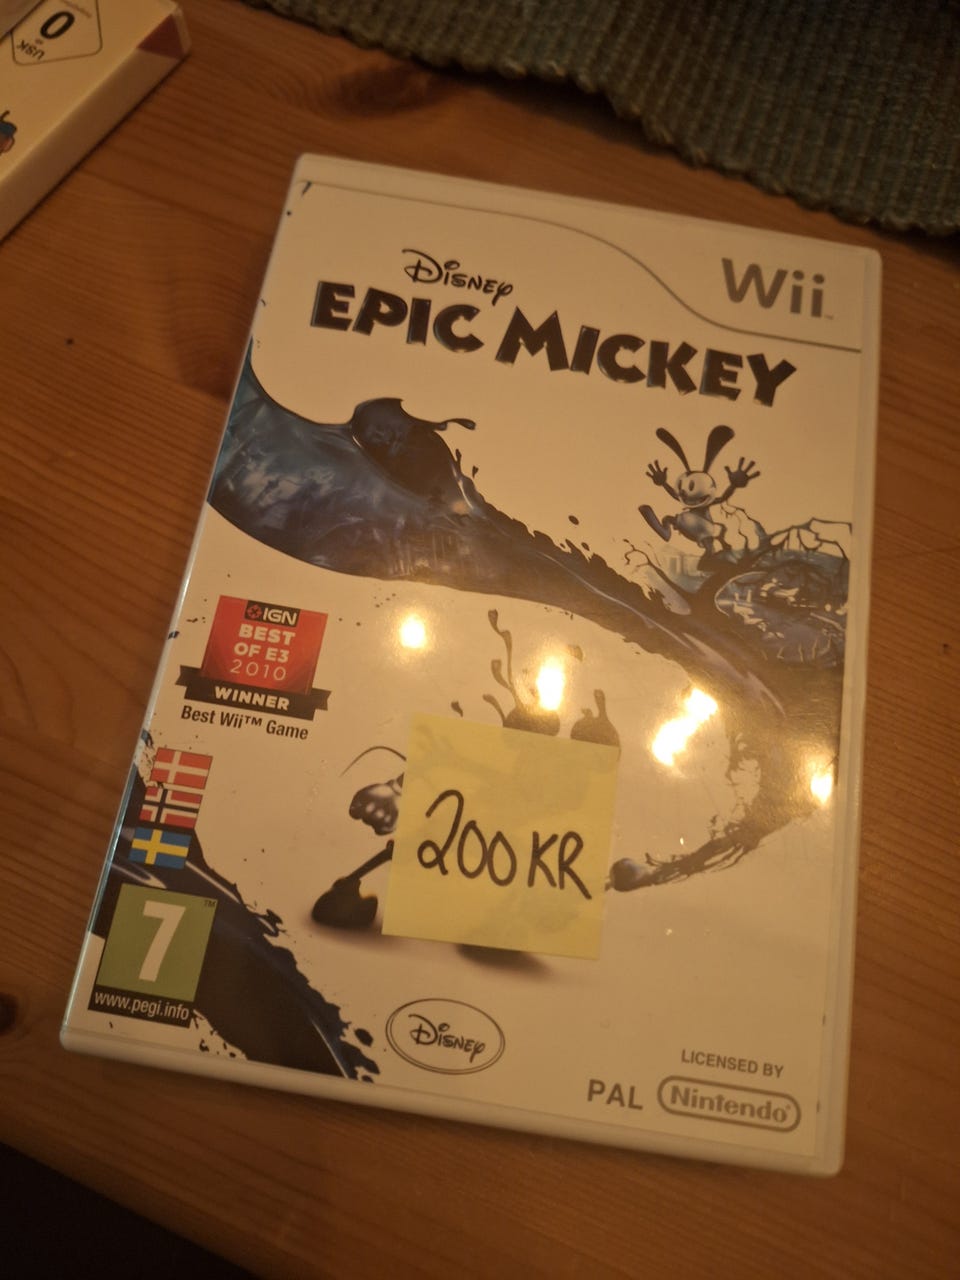 0
USK
Wii
Disney
EPIC MICKEY
IGN
BEST
OF E3
2010
WINNER
Best Wii™ Game
200 KR
7™
www.pegi.info
Disney
LICENSED BY
PAL Nintendo®